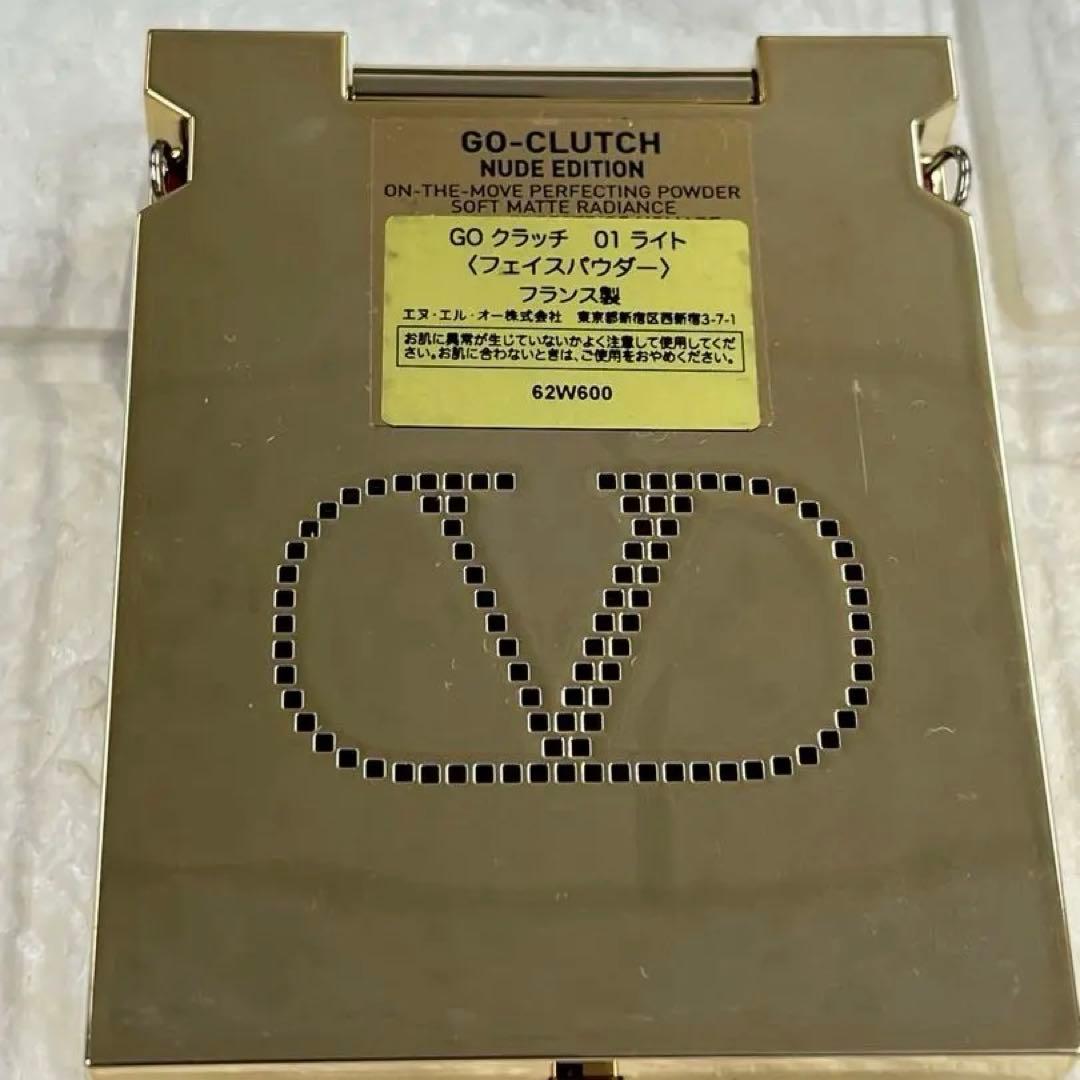 GO-CLUTCH
NUDE EDITION
ON-THE-MOVE PERFECTING POWDER
SOFT MATTE RADIANCE
GO クラッチ 01 ライト
〈フェイスパウダー〉
フランス製
エヌ・エル・オー株式会社 東京都新宿区西新宿3-7-1
お肌に異常が生じていないかよく注意して使用してくだ
さい。お肌に合わないときは、ご使用をおやめください。
62W600
V